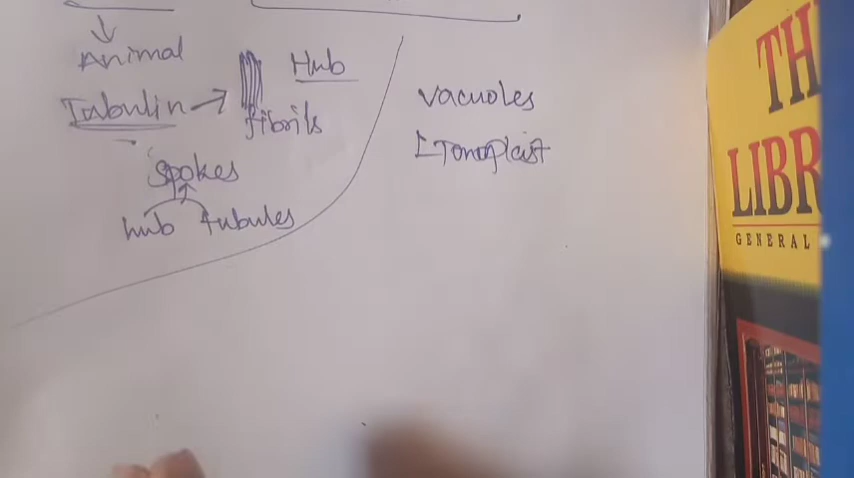 Animal
Tubulin → Hub
fibrils
Spokes
hub tubules
Vacuoles
Tonoplast
TH
LIBR
GENERAL